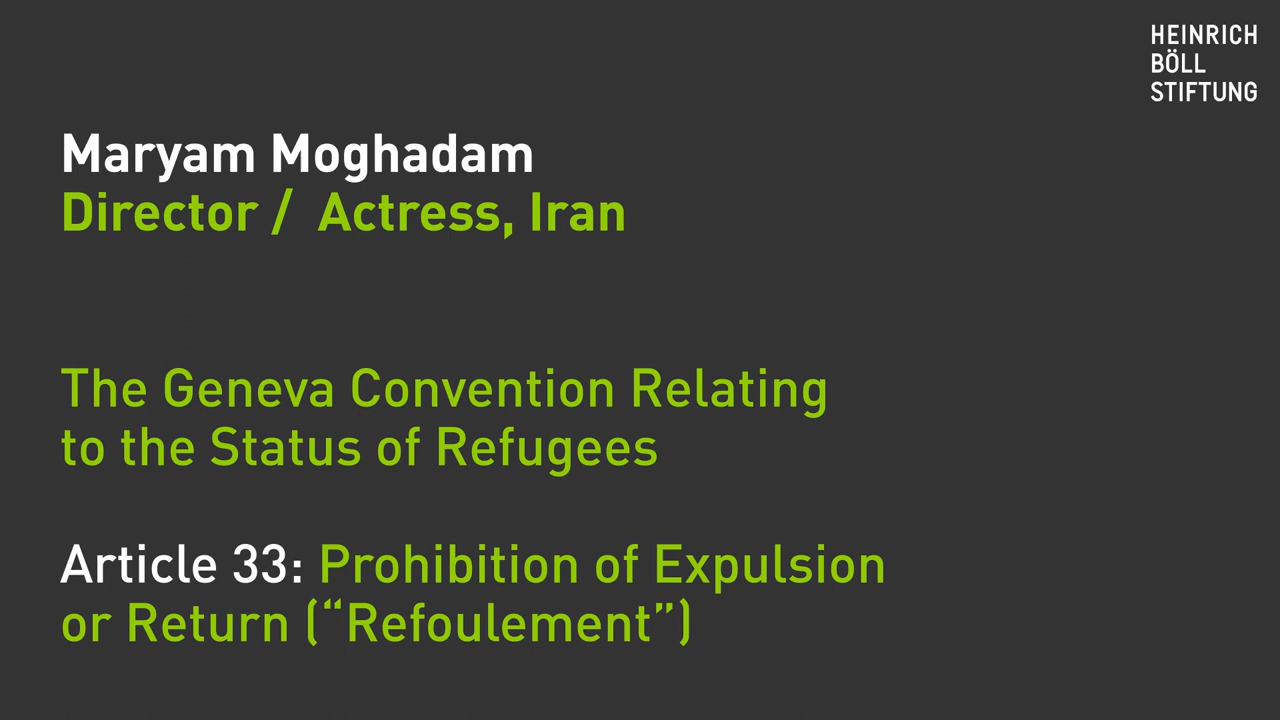 HEINRICH
BÖLL
STIFTUNG
Maryam Moghadam
Director /  Actress, Iran
The Geneva Convention Relating
to the Status of Refugees
Article 33: Prohibition of Expulsion
or Return (“Refoulement”)